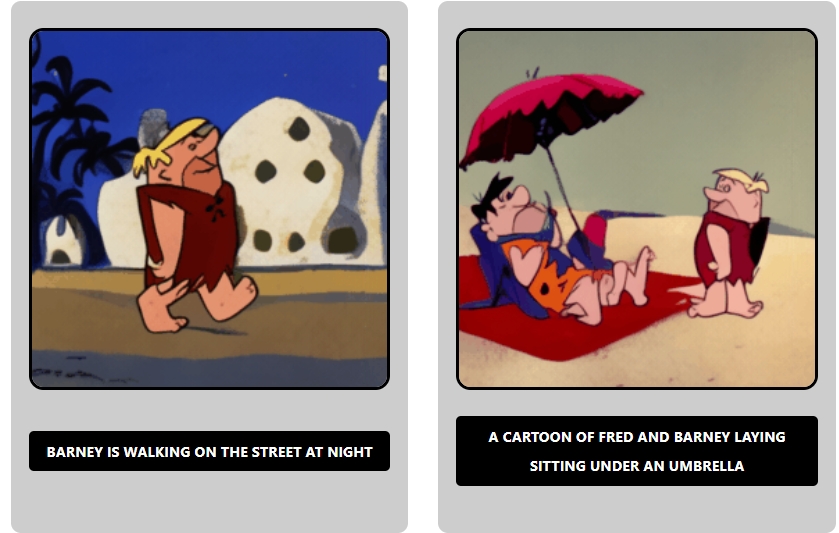 BARNEY IS WALKING ON THE STREET AT NIGHT
A CARTOON OF FRED AND BARNEY LAYING
SITTING UNDER AN UMBRELLA